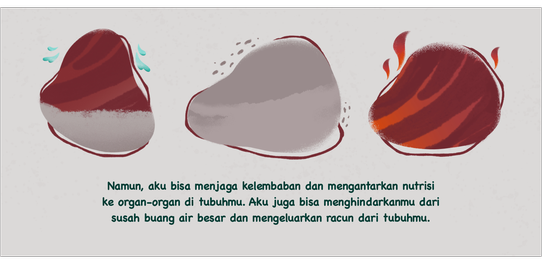 Namun, aku bisa menjaga kelembaban dan mengantarkan nutrisi
ke organ-organ di tubuhmu. Aku juga bisa menghindarkanmu dari
susah buang air besar dan mengeluarkan racun dari tubuhmu.